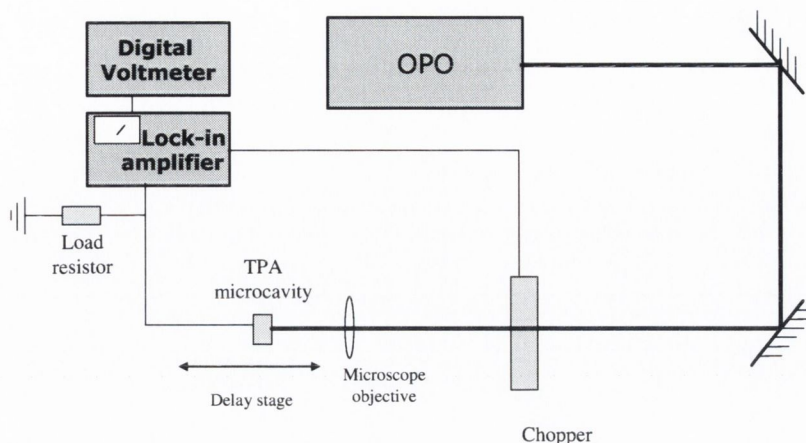 Digital
Voltmeter
OPO
Lock-in
amplifier
Load
resistor
TPA
microcavity
Microscope
objective
Delay stage
Chopper